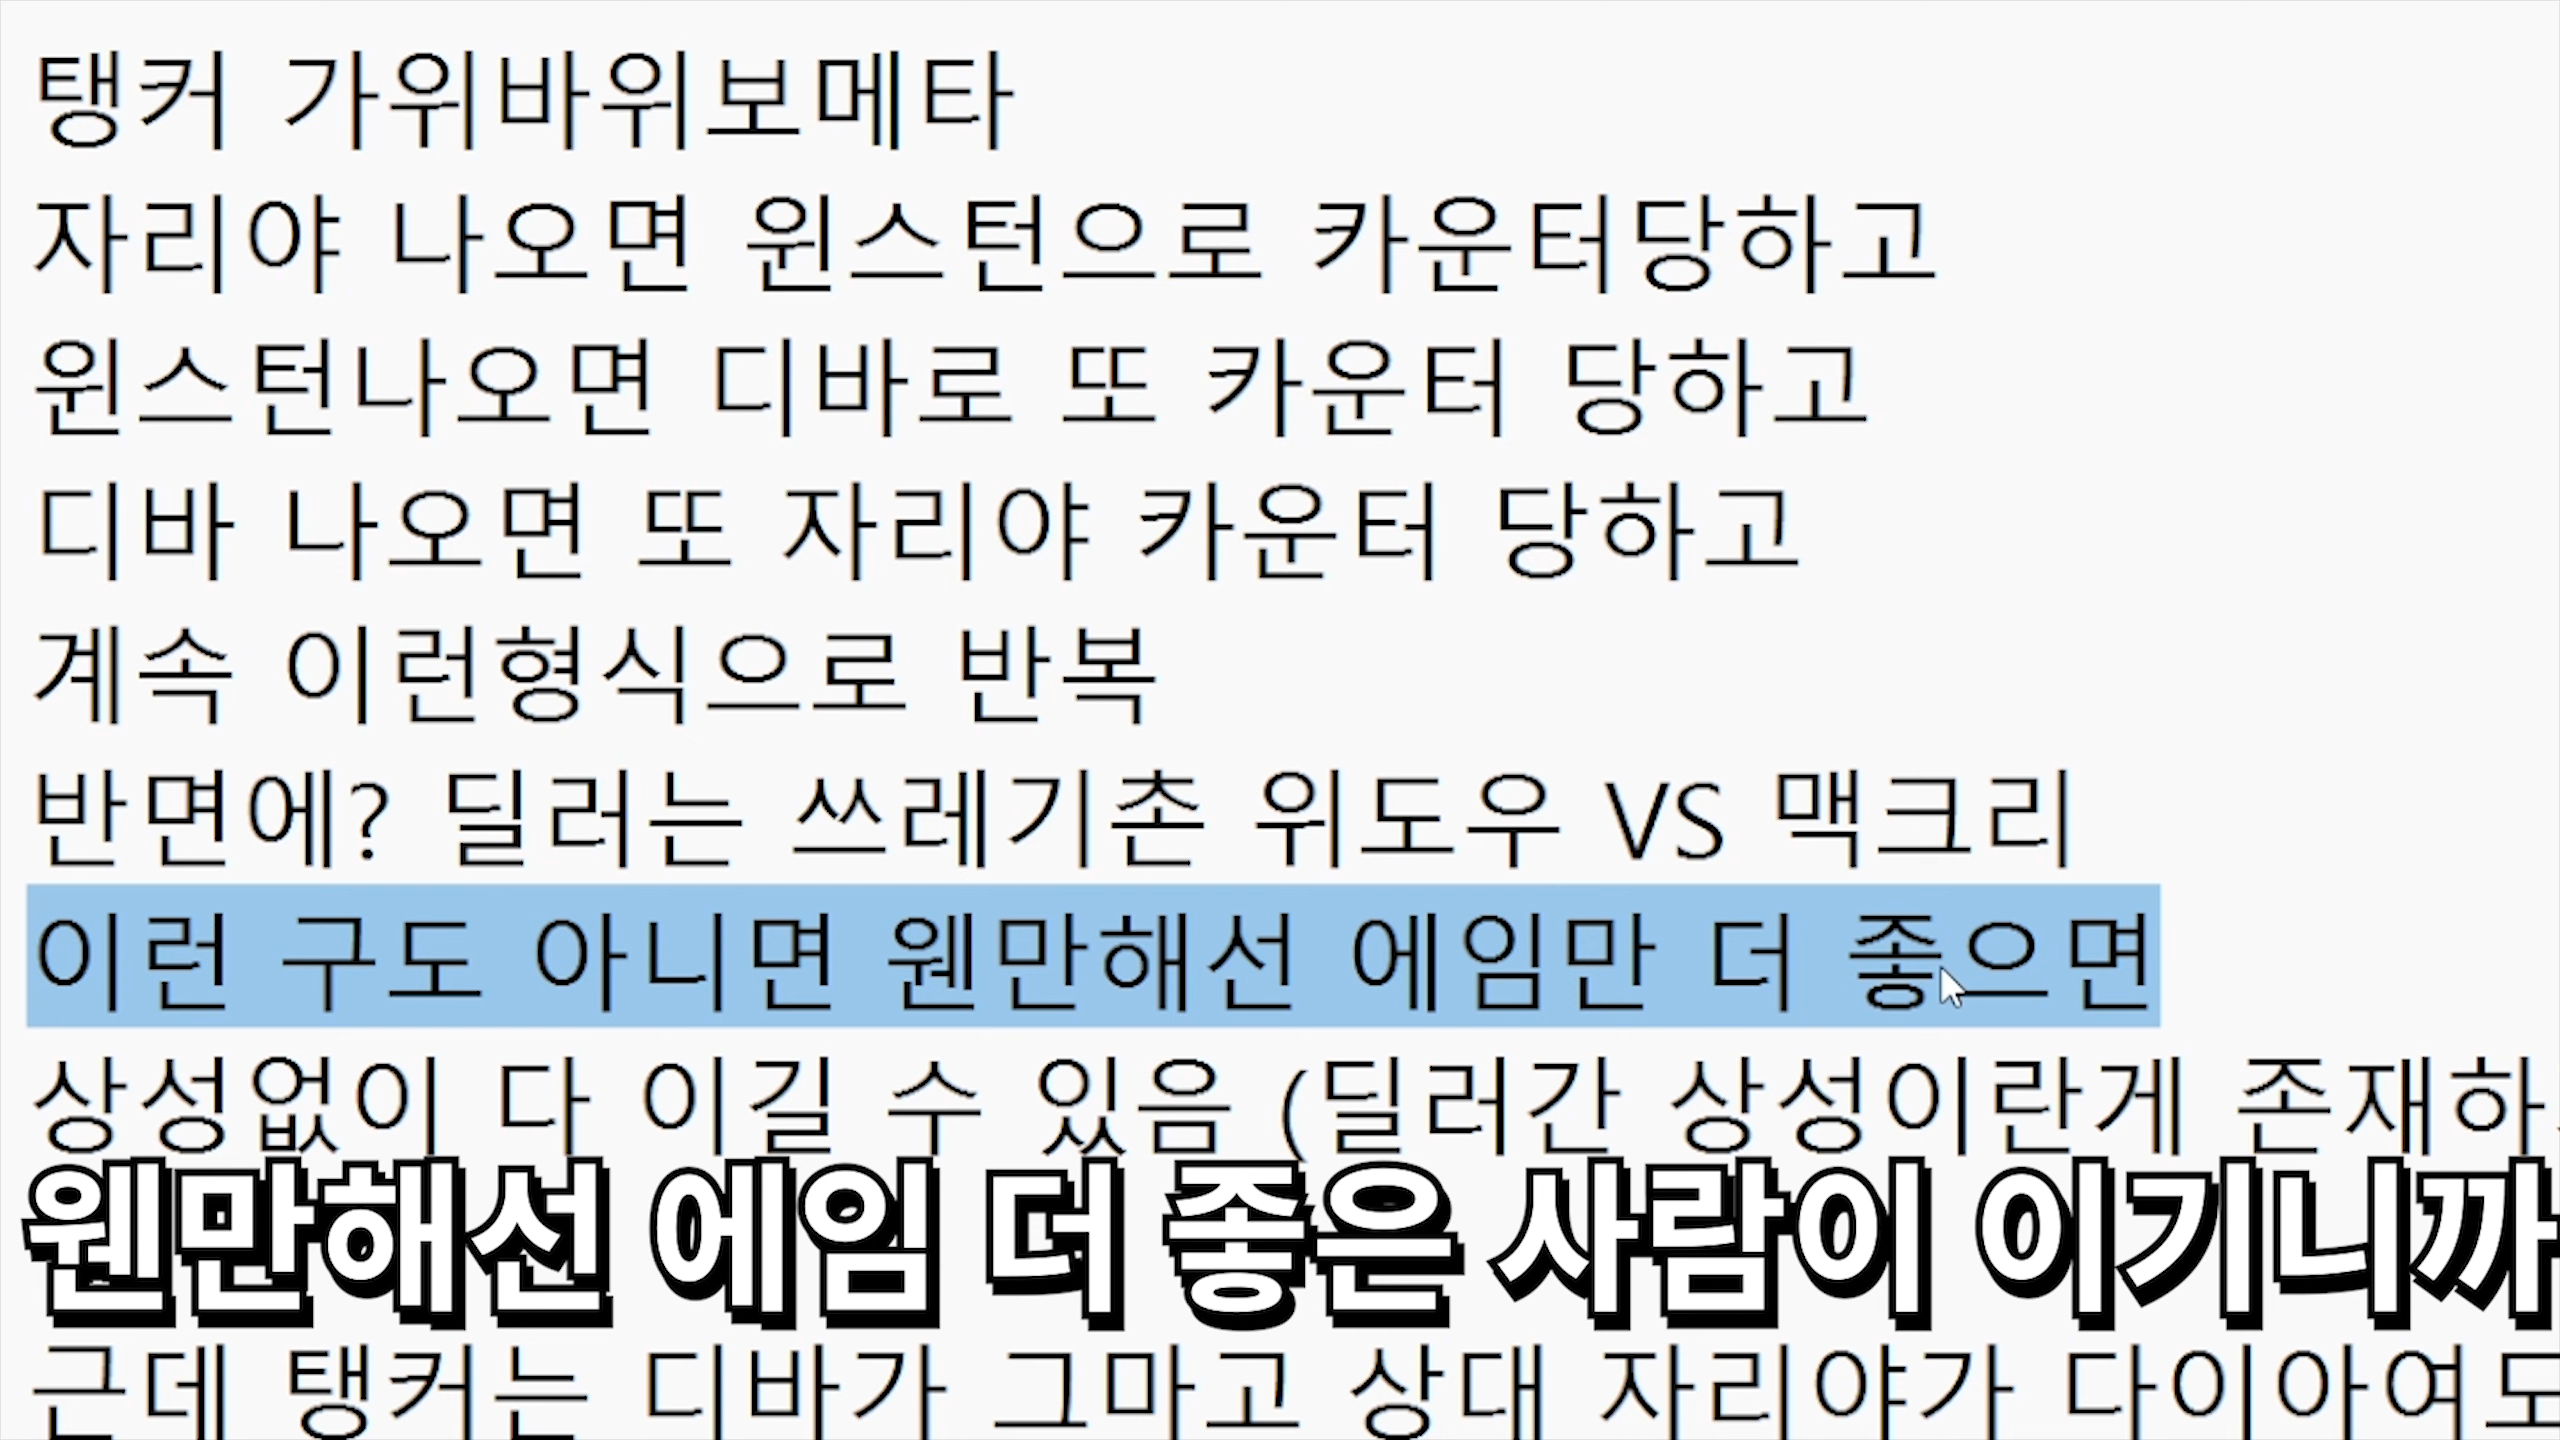 탱커 가위바위보메타
자리야 나오면 윈스턴으로 카운터당하고
윈스턴나오면 디바로 또 카운터 당하고
디바 나오면 또 자리야 카운터 당하고
계속 이런형식으로 반복
반면에? 딜러는 쓰레기촌 위도우 VS 맥크리
이런 구도 아니면 웬만해선 에임만 더 좋으면
상성없이 다 이길 수 있음 (딜러간 상성이란게 존재하
웬만해선 에임 더 좋은 사람이 이기니까
근데 탱커는 디바가 그마고 상대 자리야가 다이아여도